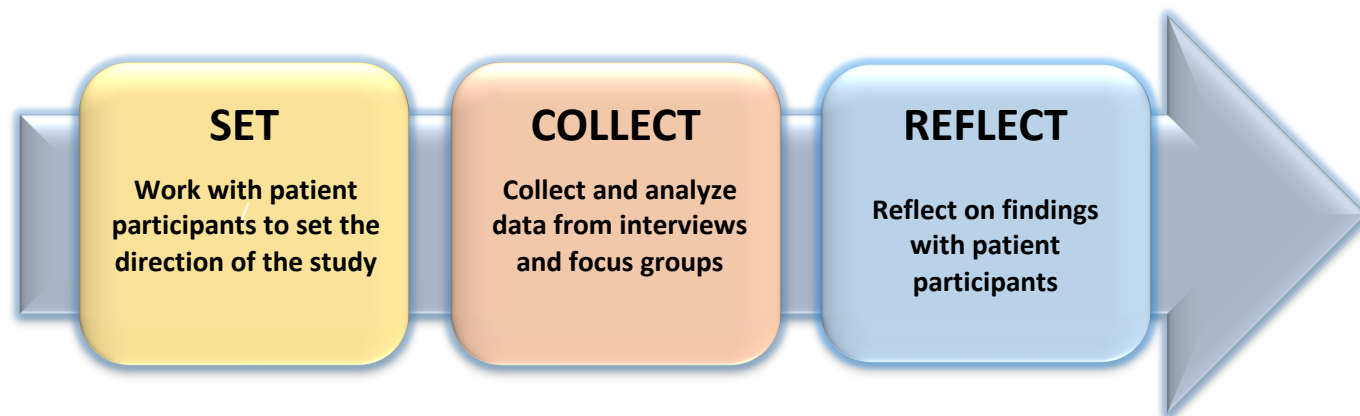 SET
Work with patient
participants to set the
direction of the study
COLLECT
Collect and analyze
data from interviews
and focus groups
REFLECT
Reflect on findings
with patient
participants